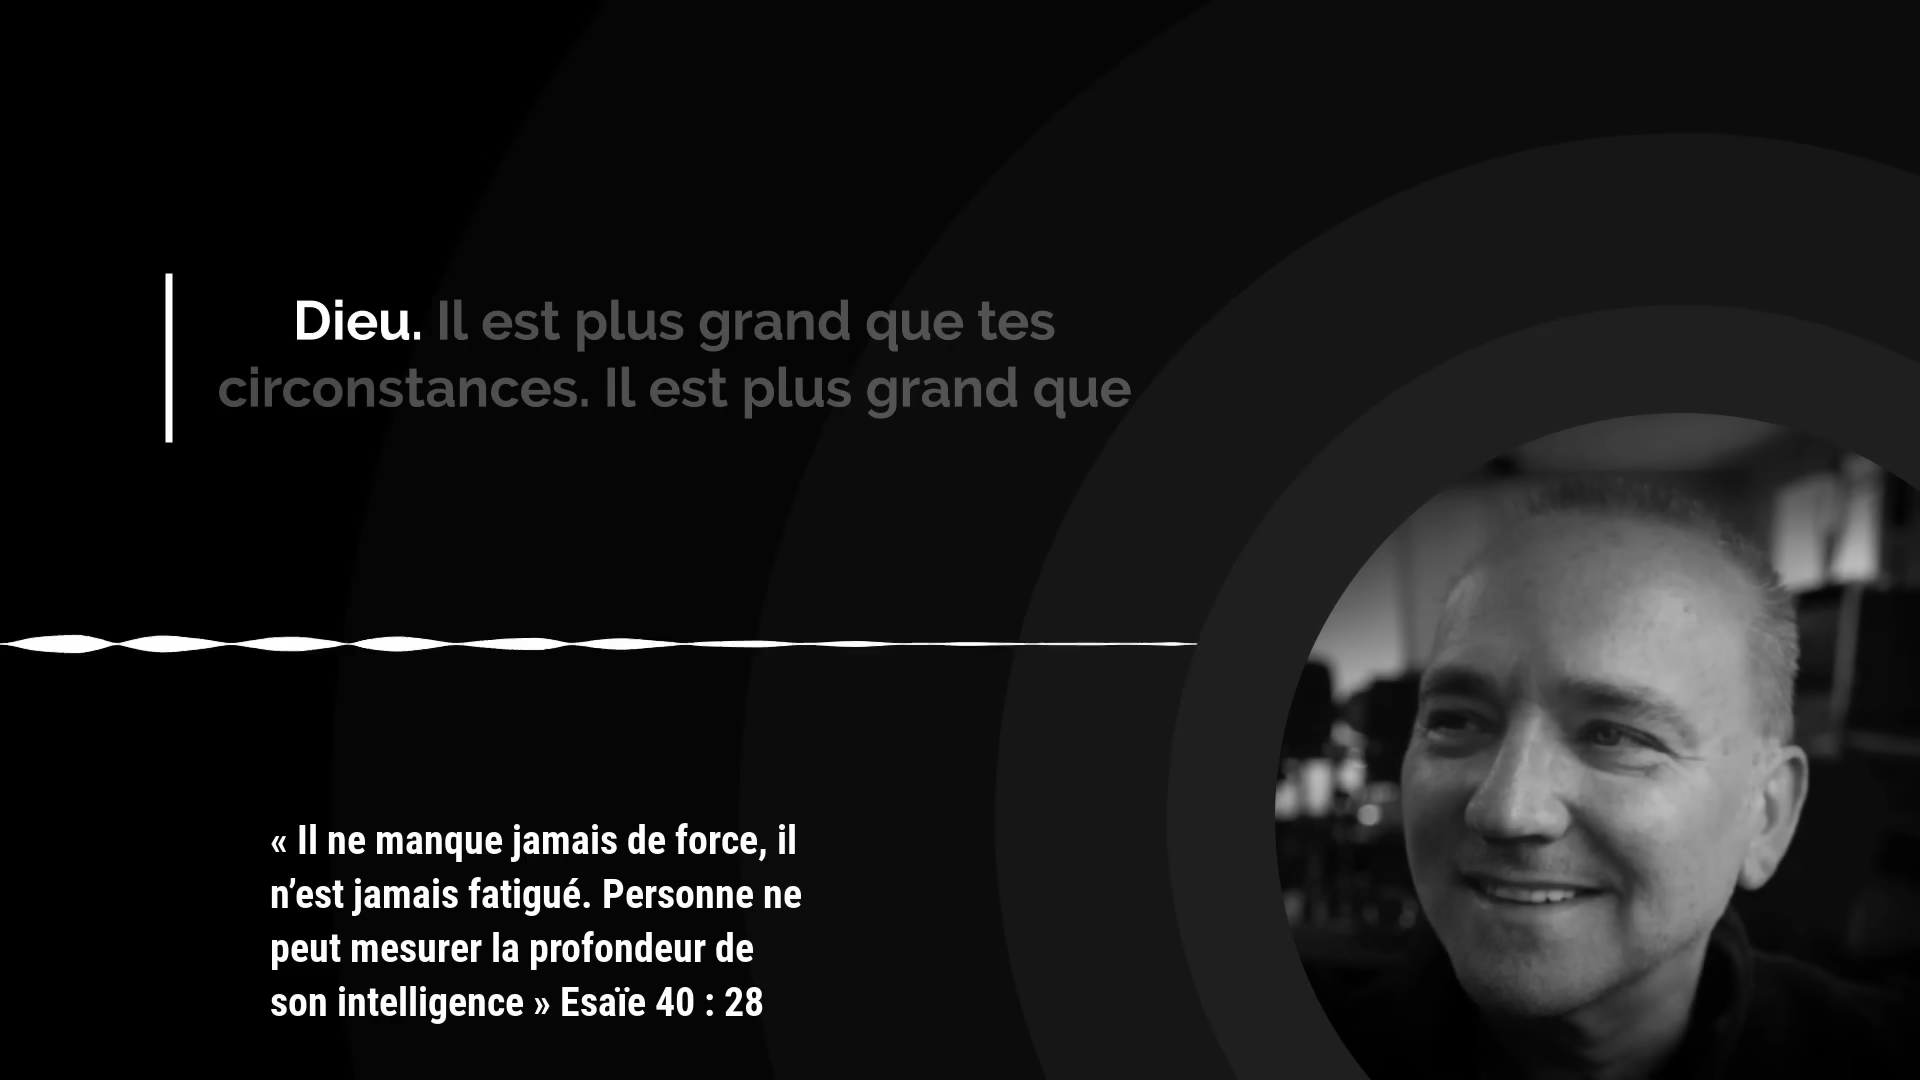 Dieu. Il est plus grand que tes
circonstances. Il est plus grand que
« Il ne manque jamais de force, il
n’est jamais fatigué. Personne ne
peut mesurer la profondeur de
son intelligence » Esaïe 40 : 28